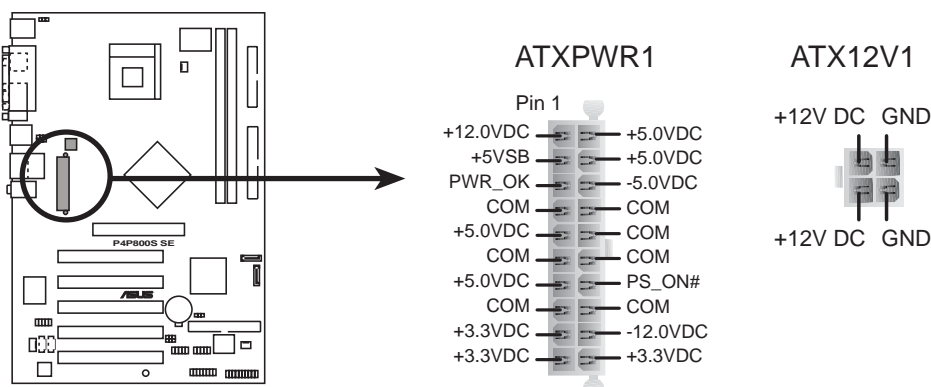 ATXPWR1
ATX12V1
Pin 1
+12.0VDC +5.0VDC
+5VSB +5.0VDC
PWR_OK -5.0VDC
COM COM
+5.0VDC COM
COM COM
+5.0VDC PS_ON#
COM COM
+3.3VDC -12.0VDC
+3.3VDC +3.3VDC
+12V DC GND
+12V DC GND
P4P800S SE
ASUS